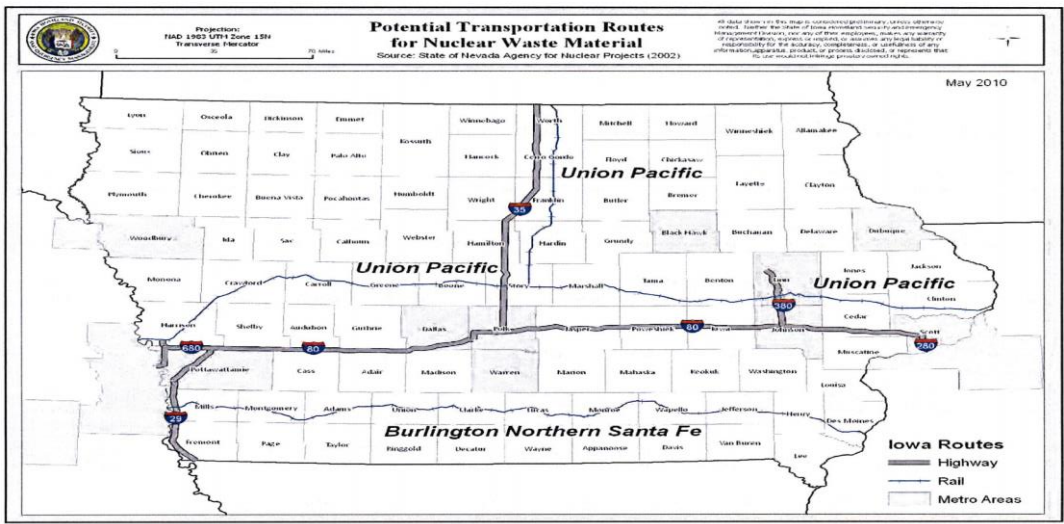 Projection:
NAD 1983 UTM Zone 15N
Transverse Mercator
0 35 70 Miles
Potential Transportation Routes
for Nuclear Waste Material
Source: State of Nevada Agency for Nuclear Projects (2002)
May 2010
Lyon Osceola Dickinson Emmet Winnebago Worth Mitchell Howard Winneshiek Allamakee
Kossuth
Sioux Obrien Clay Palo Alto Hancock Cerro Gordo Floyd Chickasaw
Union Pacific
Plymouth Cherokee Buena Vista Pocahontas Humboldt Wright Franklin Butler Bremer Fayette Clayton
35
Woodbury Ida Sac Calhoun Webster Hamilton Hardin Grundy Black Hawk Buchanan Delaware Dubuque
Union Pacific
Monona Crawford Carroll Greene Boone Story Marshall Tama Benton Linn Jones Jackson
Union Pacific
Clinton
380
Cedar
Harrison Shelby Audubon Guthrie Dallas Polk Jasper Poweshiek 80 Iowa Johnson Scott
680 80 280
Muscatine
Pottawattamie Cass Adair Madison Warren Marion Mahaska Keokuk Washington
Louisa
29
Mills Montgomery Adams Union Clarke Lucas Monroe Wapello Jefferson Henry Des Moines
Burlington Northern Santa Fe
Fremont Page Taylor Ringgold Decatur Wayne Appanoose Davis Van Buren Lee
Iowa Routes
Highway
Rail
Metro Areas